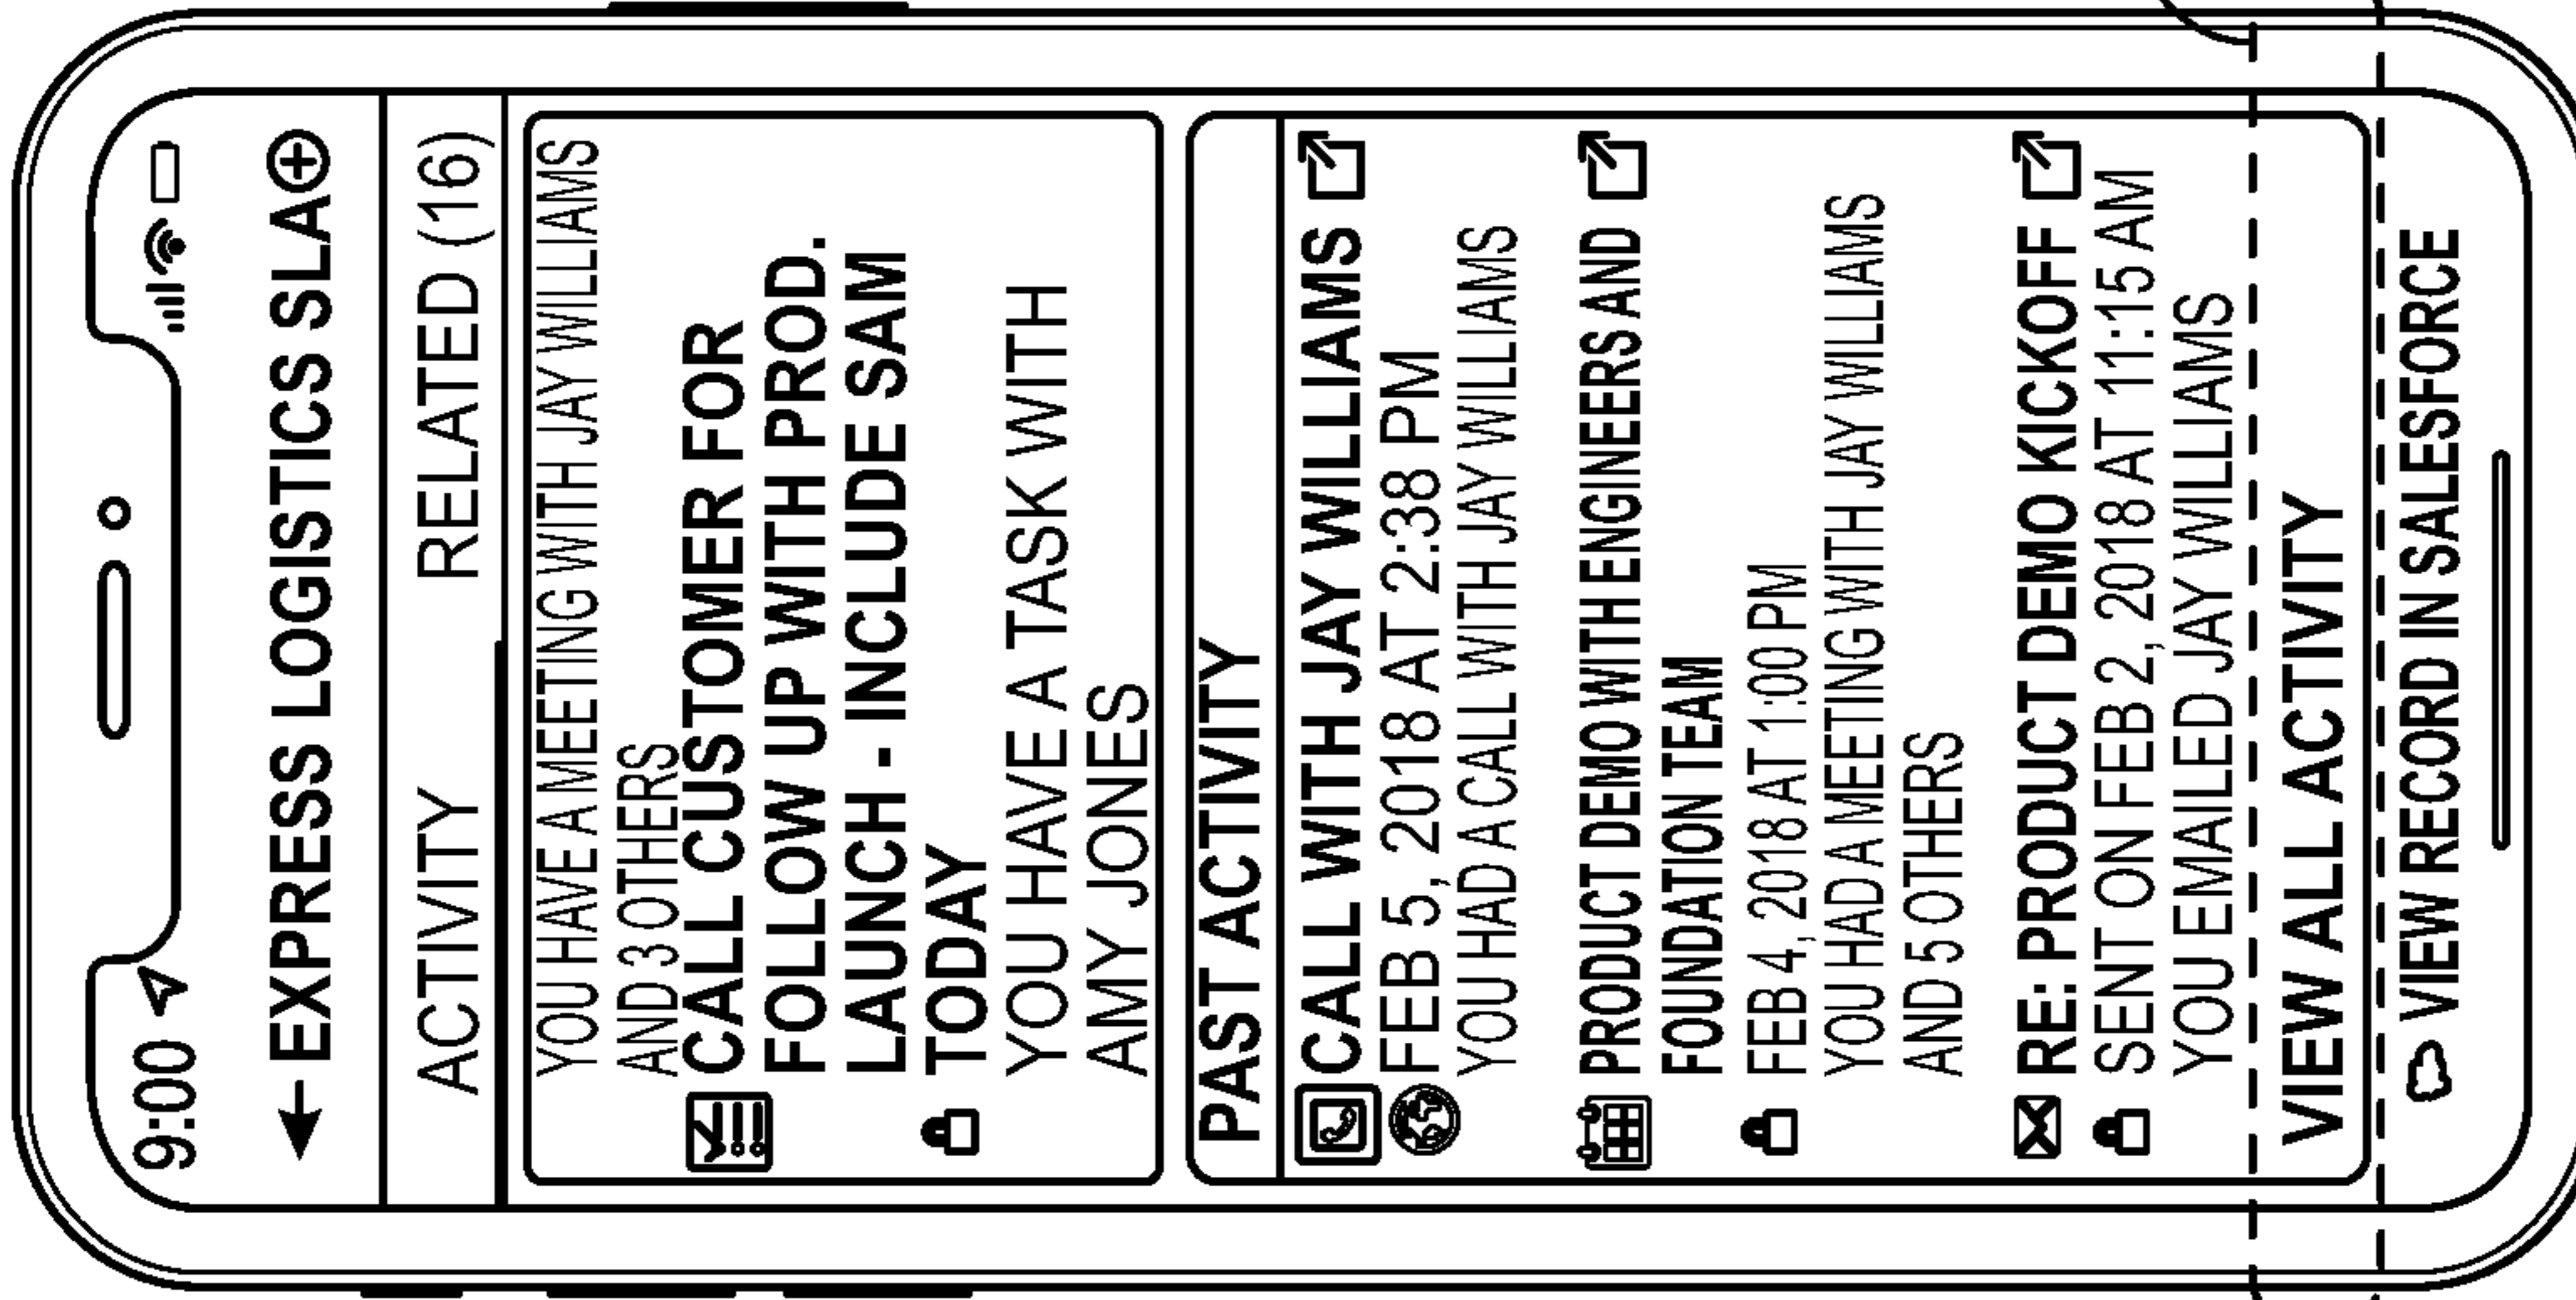 9:00
EXPRESS LOGISTICS SLA
ACTIVITY RELATED (16)
YOU HAVE A MEETING WITH JAY WILLIAMS
AND 3 OTHERS
CALL CUSTOMER FOR
FOLLOW UP WITH PROD.
LAUNCH - INCLUDE SAM
TODAY
YOU HAVE A TASK WITH
AMY JONES
PAST ACTIVITY
CALL WITH JAY WILLIAMS
FEB 5, 2018 AT 2:38 PM
YOU HAD A CALL WITH JAY WILLIAMS
PRODUCT DEMO WITH ENGINEERS AND
FOUNDATION TEAM
FEB 4, 2018 AT 1:00 PM
YOU HAD A MEETING WITH JAY WILLIAMS
AND 5 OTHERS
RE: PRODUCT DEMO KICKOFF
SENT ON FEB 2, 2018 AT 11:15 AM
YOU EMAILED JAY WILLIAMS
VIEW ALL ACTIVITY
VIEW RECORD IN SALESFORCE